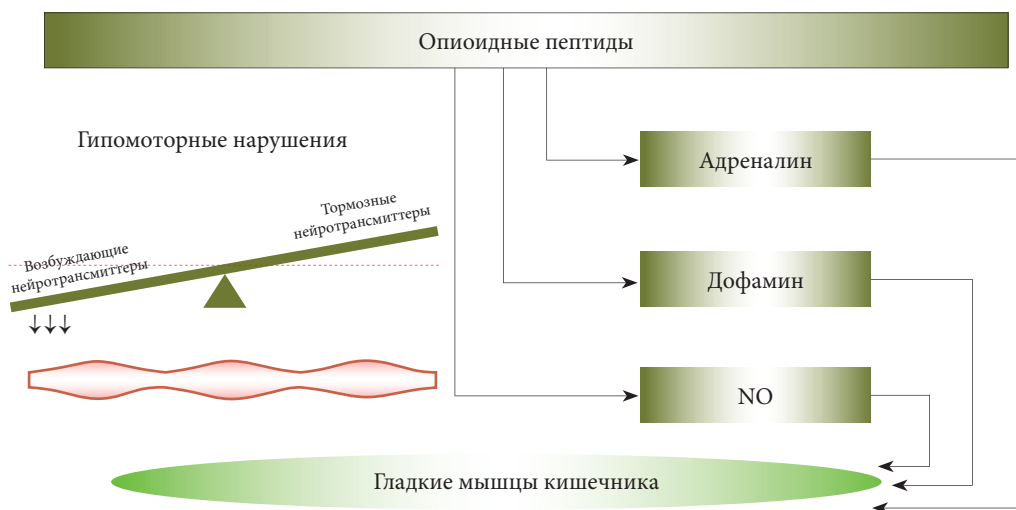 Опиоидные пептиды
Гипомоторные нарушения
Адреналин
Тормозные
нейротрансмиттеры
Возбуждающие
нейротрансмиттеры
Дофамин
NO
Гладкие мышцы кишечника